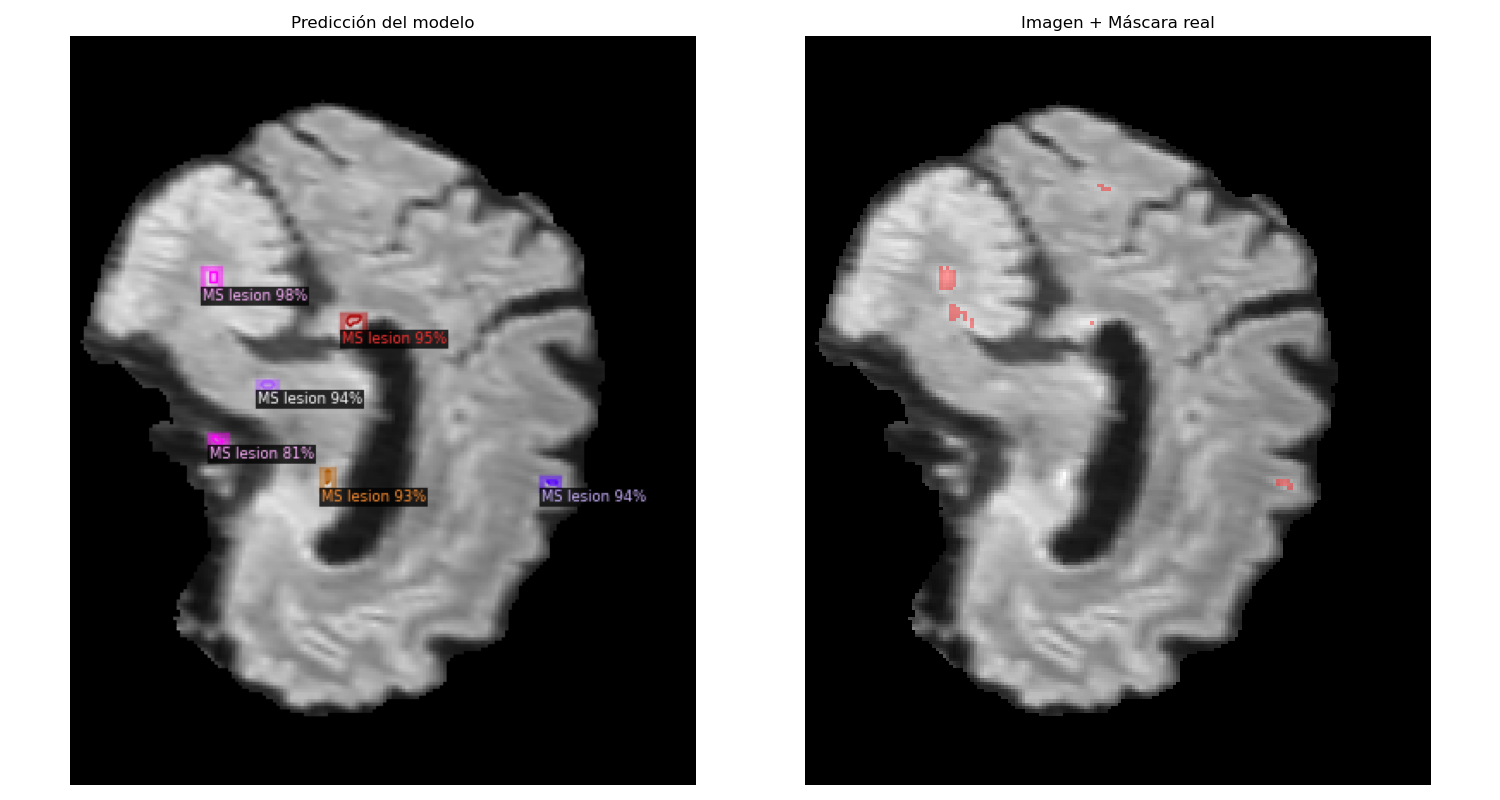 Predicción del modelo
Imagen + Máscara real
MS lesion 98%
MS lesion 95%
MS lesion 94%
MS lesion 81%
MS lesion 93%
MS lesion 94%